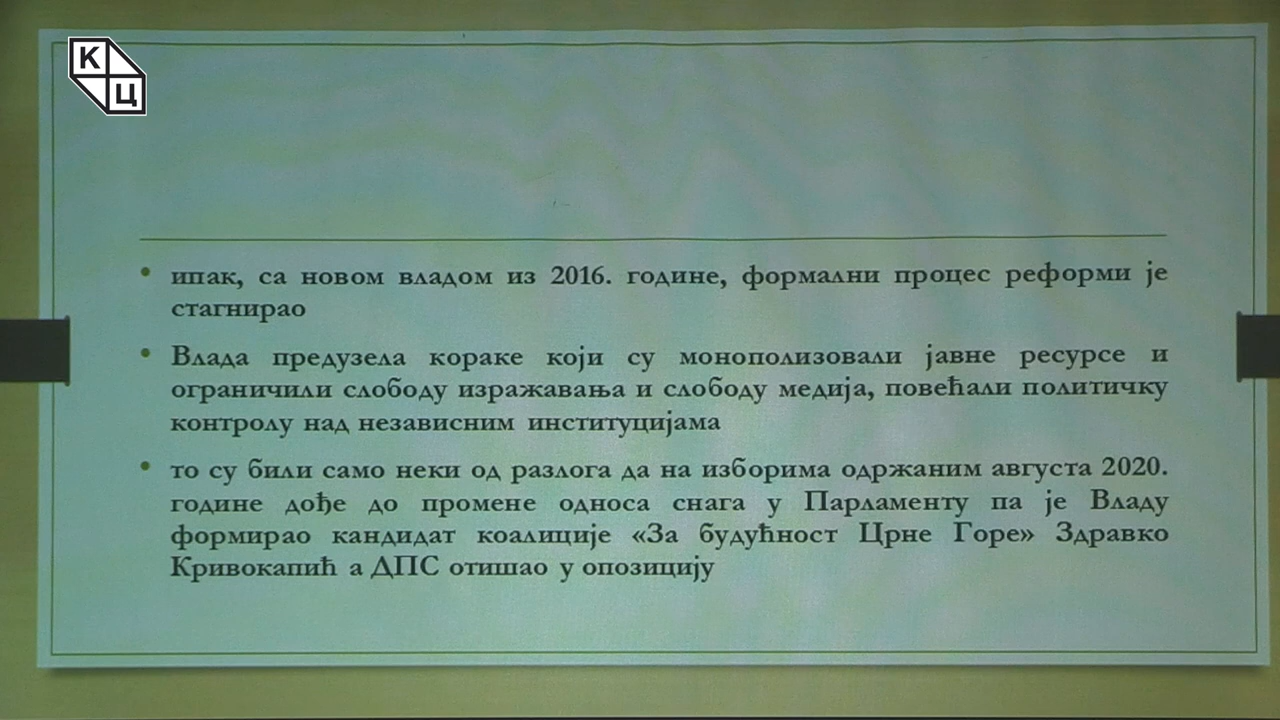 К
Ц
ипак, са новом владом из 2016. године, формални процес реформи је
стагнирао
Влада предузела кораке који су монополизовали јавне ресурсе и
ограничили слободу изражавања и слободу медија, повећали политичку
контролу над независним институцијама
то су били само неки од разлога да на изборима одржаним августа 2020.
године дође до промене односа снага у Парламенту па је Владу
формирао кандидат коалиције «За будућност Црне Горе» Здравко
Кривокапић а ДПС отишао у опозицију